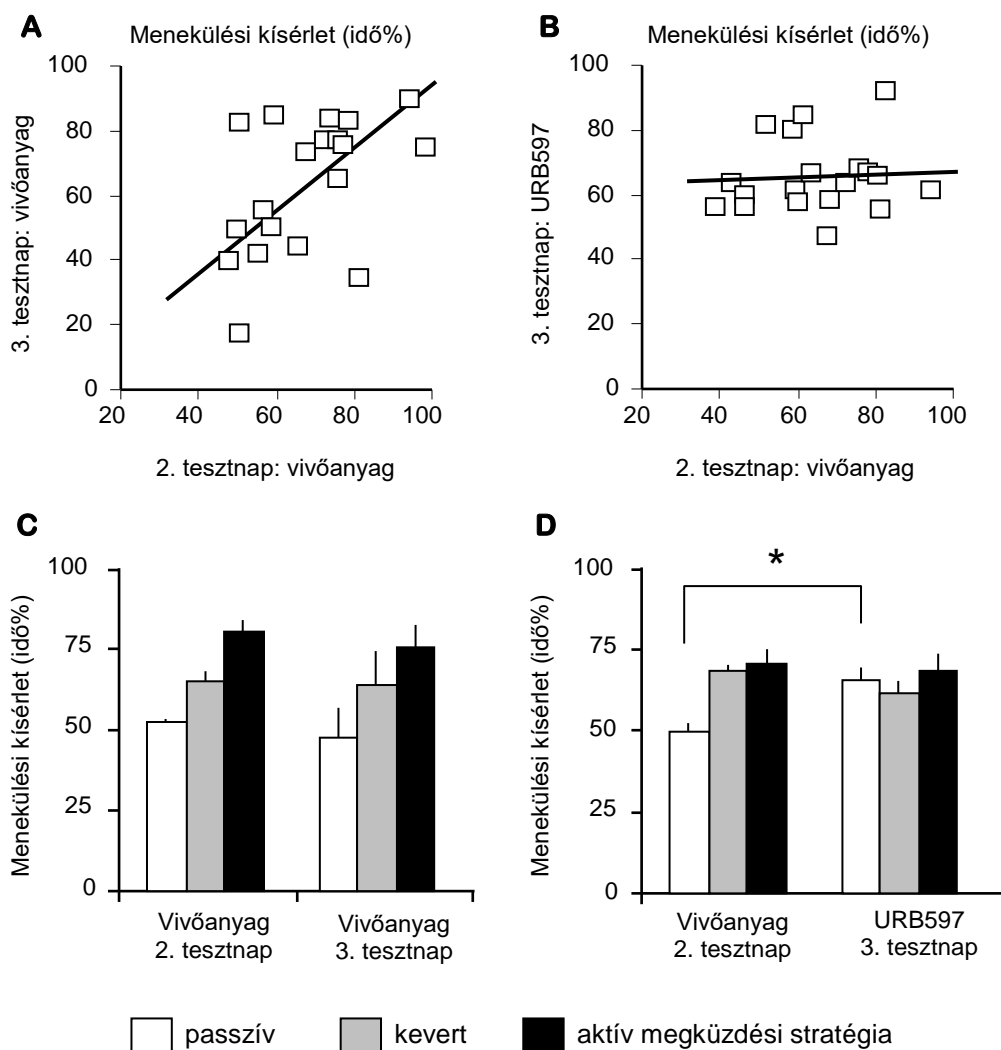 A
Menekülési kísérlet (idő%)
3. tesztnap: vivőanyag
100
80
60
40
20
0
20 40 60 80 100
2. tesztnap: vivőanyag
B
Menekülési kísérlet (idő%)
3. tesztnap: URB597
100
80
60
40
20
0
20 40 60 80 100
2. tesztnap: vivőanyag
C
Menekülési kísérlet (idő%)
100
75
50
25
0
Vivőanyag
2. tesztnap
Vivőanyag
3. tesztnap
D
Menekülési kísérlet (idő%)
100
75
50
25
0
*
Vivőanyag
2. tesztnap
URB597
3. tesztnap
passzív kevert aktív megküzdési stratégia